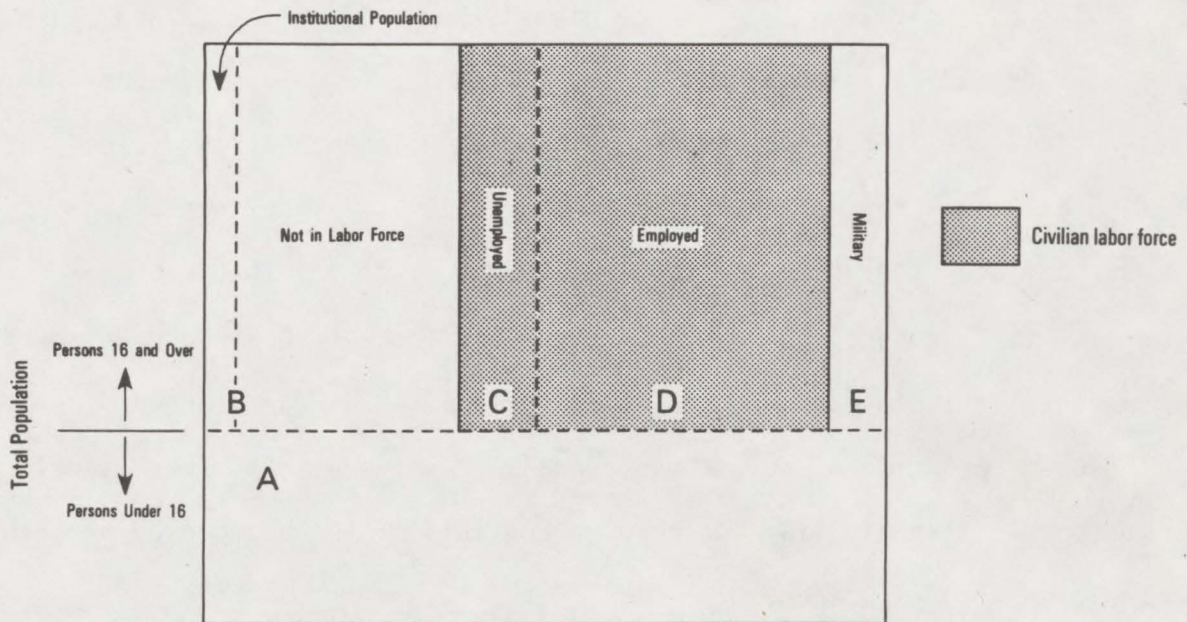 Institutional Population
Not in Labor Force
Unemployed
Employed
Military
Civilian labor force
Total Population
Persons 16 and Over
B
C
D
E
A
Persons Under 16